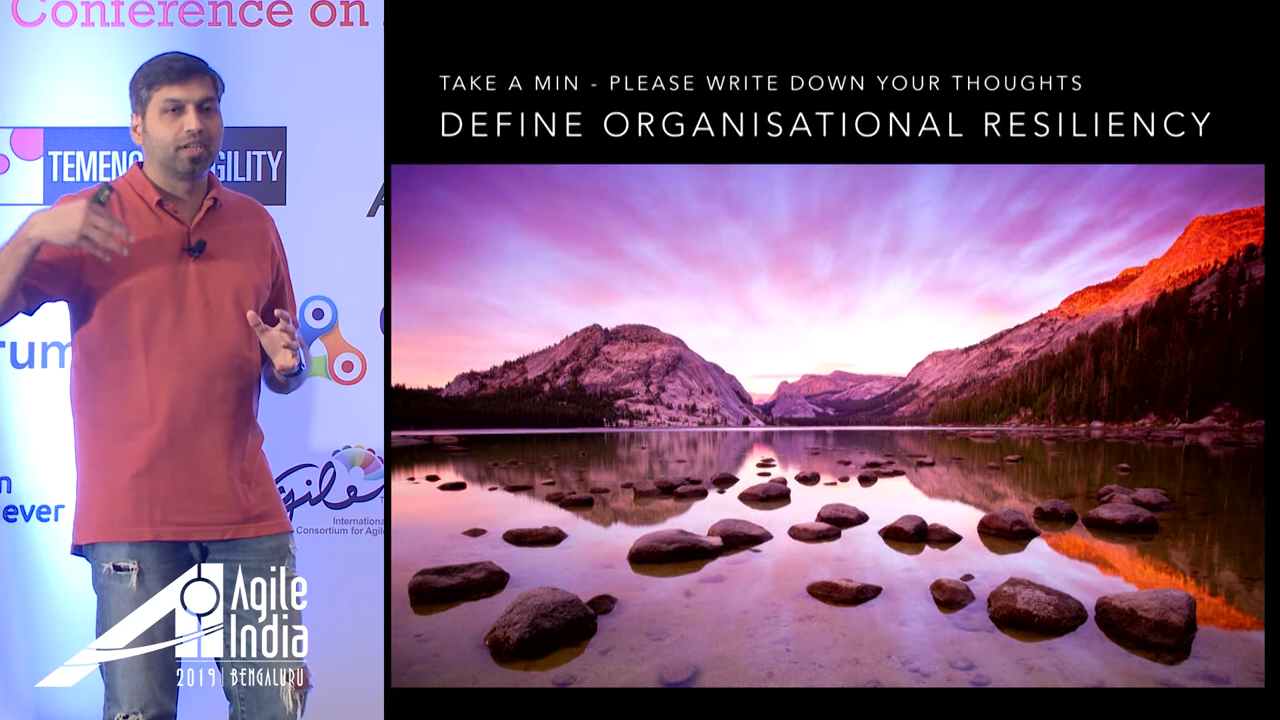 Conference on
TAKE A MIN - PLEASE WRITE DOWN YOUR THOUGHTS
DEFINE ORGANISATIONAL RESILIENCY
TEMENO
GILITY
rum
n
ever
gile
International
Consortium for Agil
Agile
India
2019 | BENGALURU